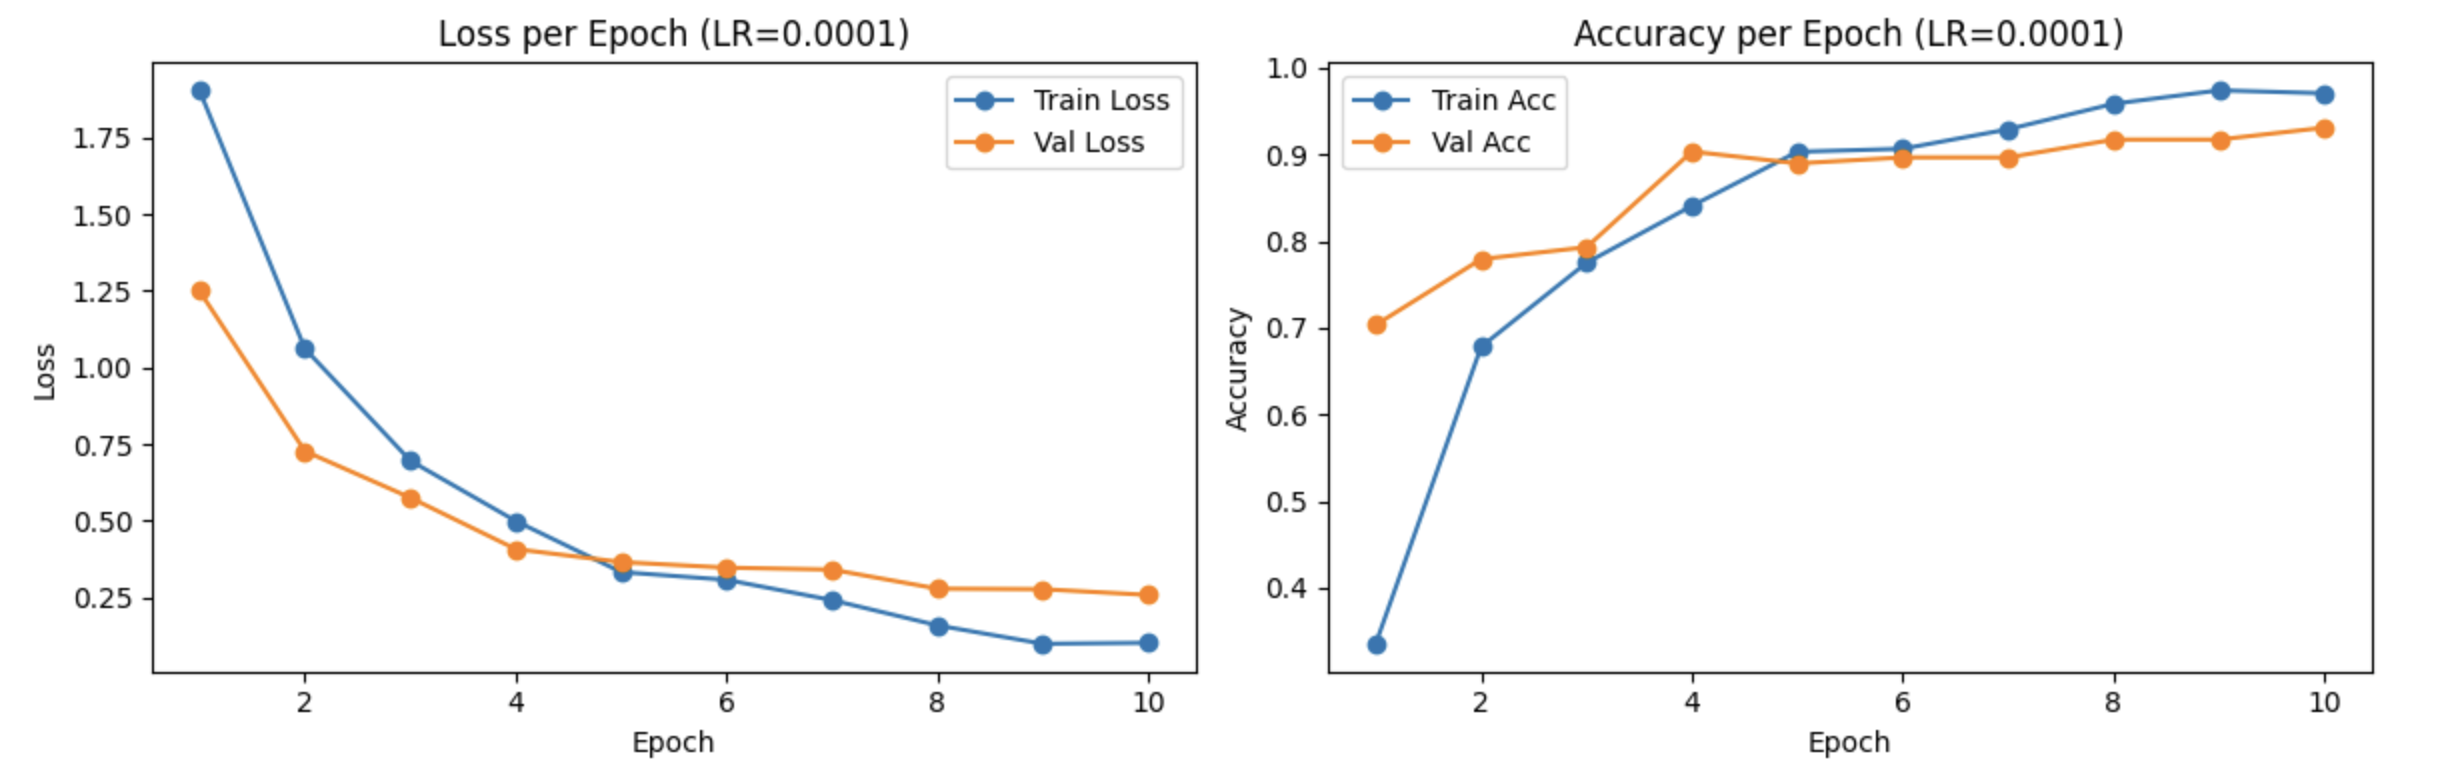 Loss per Epoch (LR=0.0001)
Train Loss
Val Loss
1.75
1.50
1.25
1.00
0.75
0.50
0.25
Loss
2
4
6
8
10
Epoch
Accuracy per Epoch (LR=0.0001)
Train Acc
Val Acc
1.0
0.9
0.8
0.7
0.6
0.5
0.4
Accuracy
2
4
6
8
10
Epoch